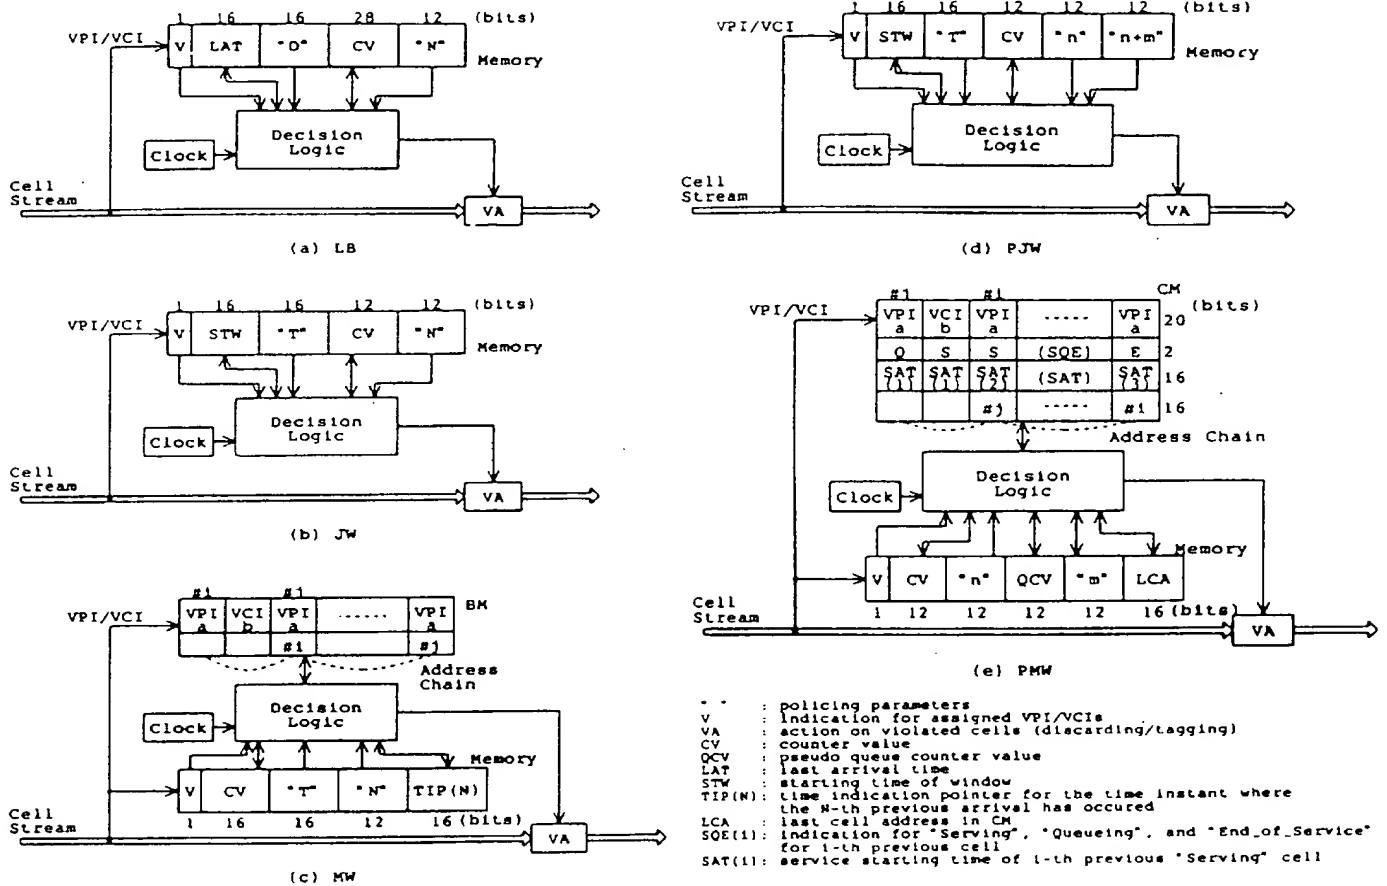 1 16 16 28 12 (bits)
VPI/VCI
V LAT "D" CV "N"
Memory
Decision
Logic
Clock
Cell
Stream
VA
(a) LB
1 16 16 12 12 (bits)
VPI/VCI
V STW "T" CV "N"
Memory
Decision
Logic
Clock
Cell
Stream
VA
(b) JW
#i #j
VPI/VCI
VPI VCI VPI ----- VPI BM
a b a a
#i #j
Address
Chain
Decision
Logic
Clock
Memory
V CV "T" "N" TIP(N)
1 16 16 12 16 (bits)
Cell
Stream
VA
(c) MW
1 16 16 12 12 12 (bits)
VPI/VCI
V STW "T" CV "n" "n+m"
Memory
Decision
Logic
Clock
Cell
Stream
VA
(d) PJW
#j #i CM
VPI/VCI
(bits)
VPI VCI VPI ----- VPI 20
a b a a
Q S S (SQE) E 2
SAT SAT SAT (SAT) SAT 16
(1) (1) (2) (3)
#j ----- #i 16
Address Chain
Decision
Logic
Clock
Memory
V CV "n" QCV "m" LCA
1 12 12 12 12 16 (bits)
Cell
Stream
VA
(e) PMW
" " : policing parameters
V : indication for assigned VPI/VCIs
VA : action on violated cells (discarding/tagging)
CV : counter value
QCV : pseudo queue counter value
LAT : last arrival time
STW : starting time of window
TIP(N): time indication pointer for the time instant where
the N-th previous arrival has occured
LCA : last cell address in CM
SQE(i): indication for "Serving", "Queueing", and "End_of_Service"
for i-th previous cell
SAT(i): service starting time of i-th previous "Serving" cell